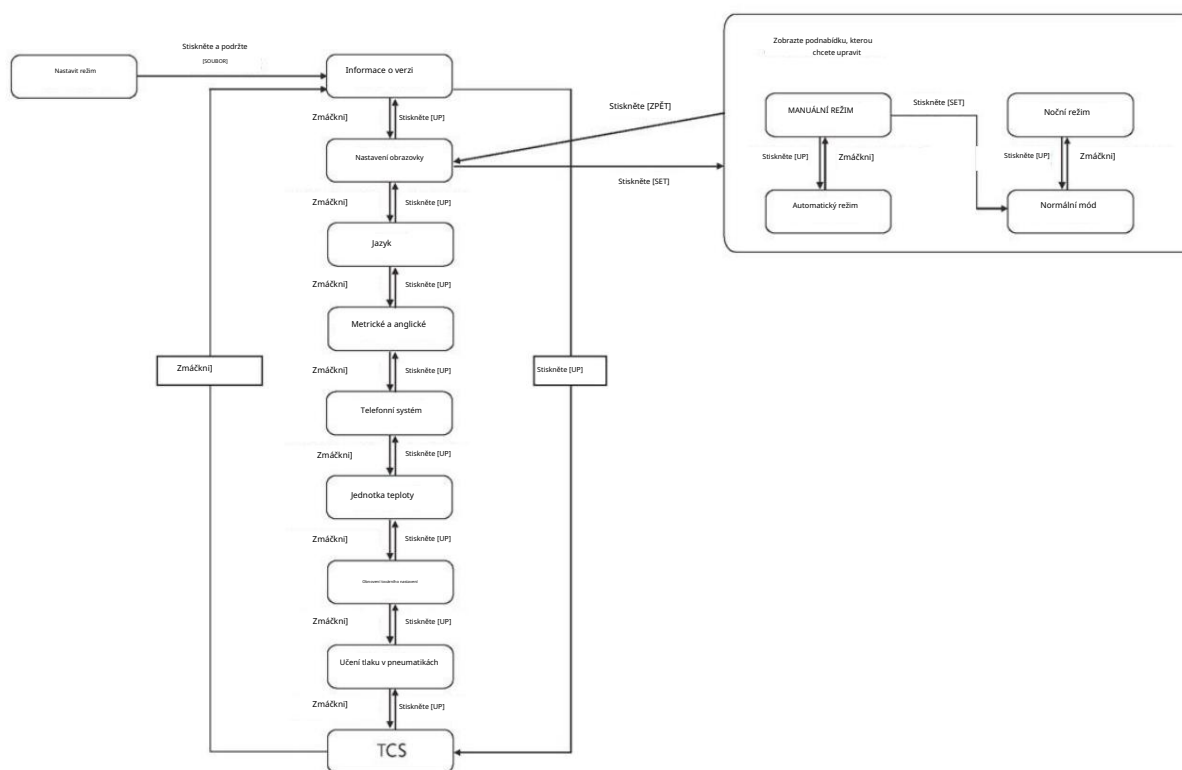 Stiskněte a podržte
[SOUBOR]
Nastavit režim
Informace o verzi
Zmáčkni]
Stiskněte [UP]
Nastavení obrazovky
Zmáčkni]
Stiskněte [UP]
Jazyk
Zmáčkni]
Stiskněte [UP]
Metrické a anglické
Zmáčkni]
Stiskněte [UP]
Telefonní systém
Zmáčkni]
Stiskněte [UP]
Jednotka teploty
Zmáčkni]
Stiskněte [UP]
Obnovení továrního nastavení
Zmáčkni]
Stiskněte [UP]
Učení tlaku v pneumatikách
Zmáčkni]
Stiskněte [UP]
TCS
Zmáčkni]
Stiskněte [UP]
Stiskněte [ZPĚT]
Stiskněte [SET]
Zobrazte podnabídku, kterou
chcete upravit
MANUÁLNÍ REŽIM
Stiskněte [SET]
Noční režim
Stiskněte [UP]
Zmáčkni]
Stiskněte [UP]
Zmáčkni]
Automatický režim
Normální mód